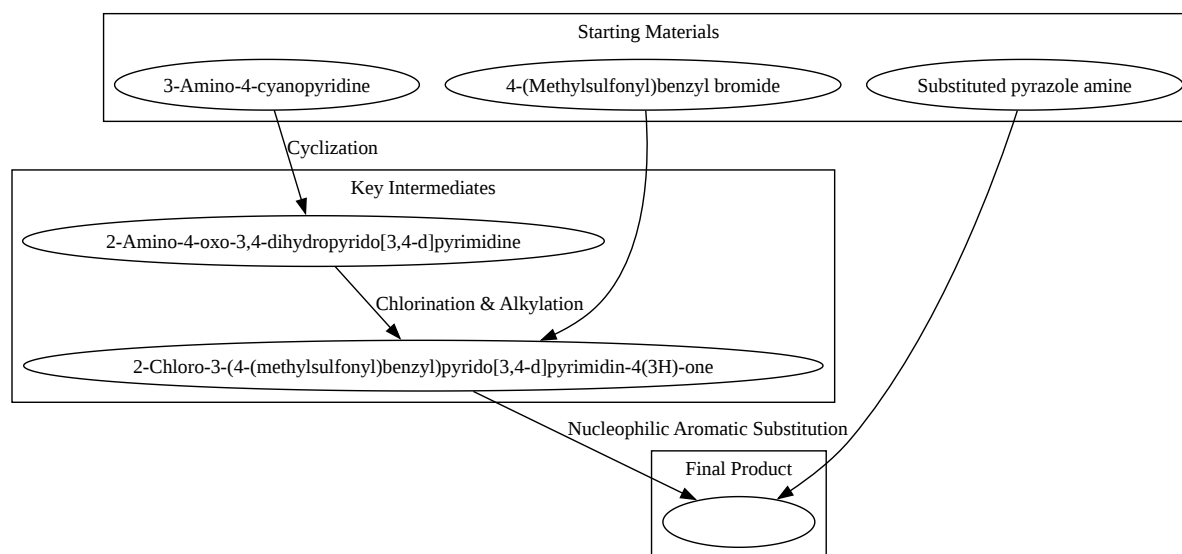 Starting Materials
3-Amino-4-cyanopyridine
4-(Methylsulfonyl)benzyl bromide
Substituted pyrazole amine
Cyclization
Key Intermediates
2-Amino-4-oxo-3,4-dihydropyrido[3,4-d]pyrimidine
Chlorination & Alkylation
2-Chloro-3-(4-(methylsulfonyl)benzyl)pyrido[3,4-d]pyrimidin-4(3H)-one
Nucleophilic Aromatic Substitution
Final Product